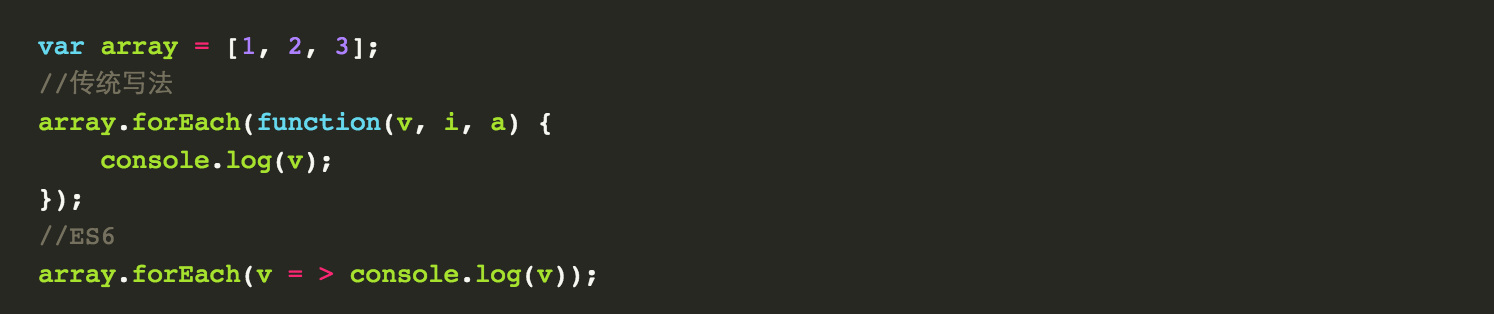 var array = [1, 2, 3];
//传统写法
array.forEach(function(v, i, a) {
    console.log(v);
});
//ES6
array.forEach(v = > console.log(v));